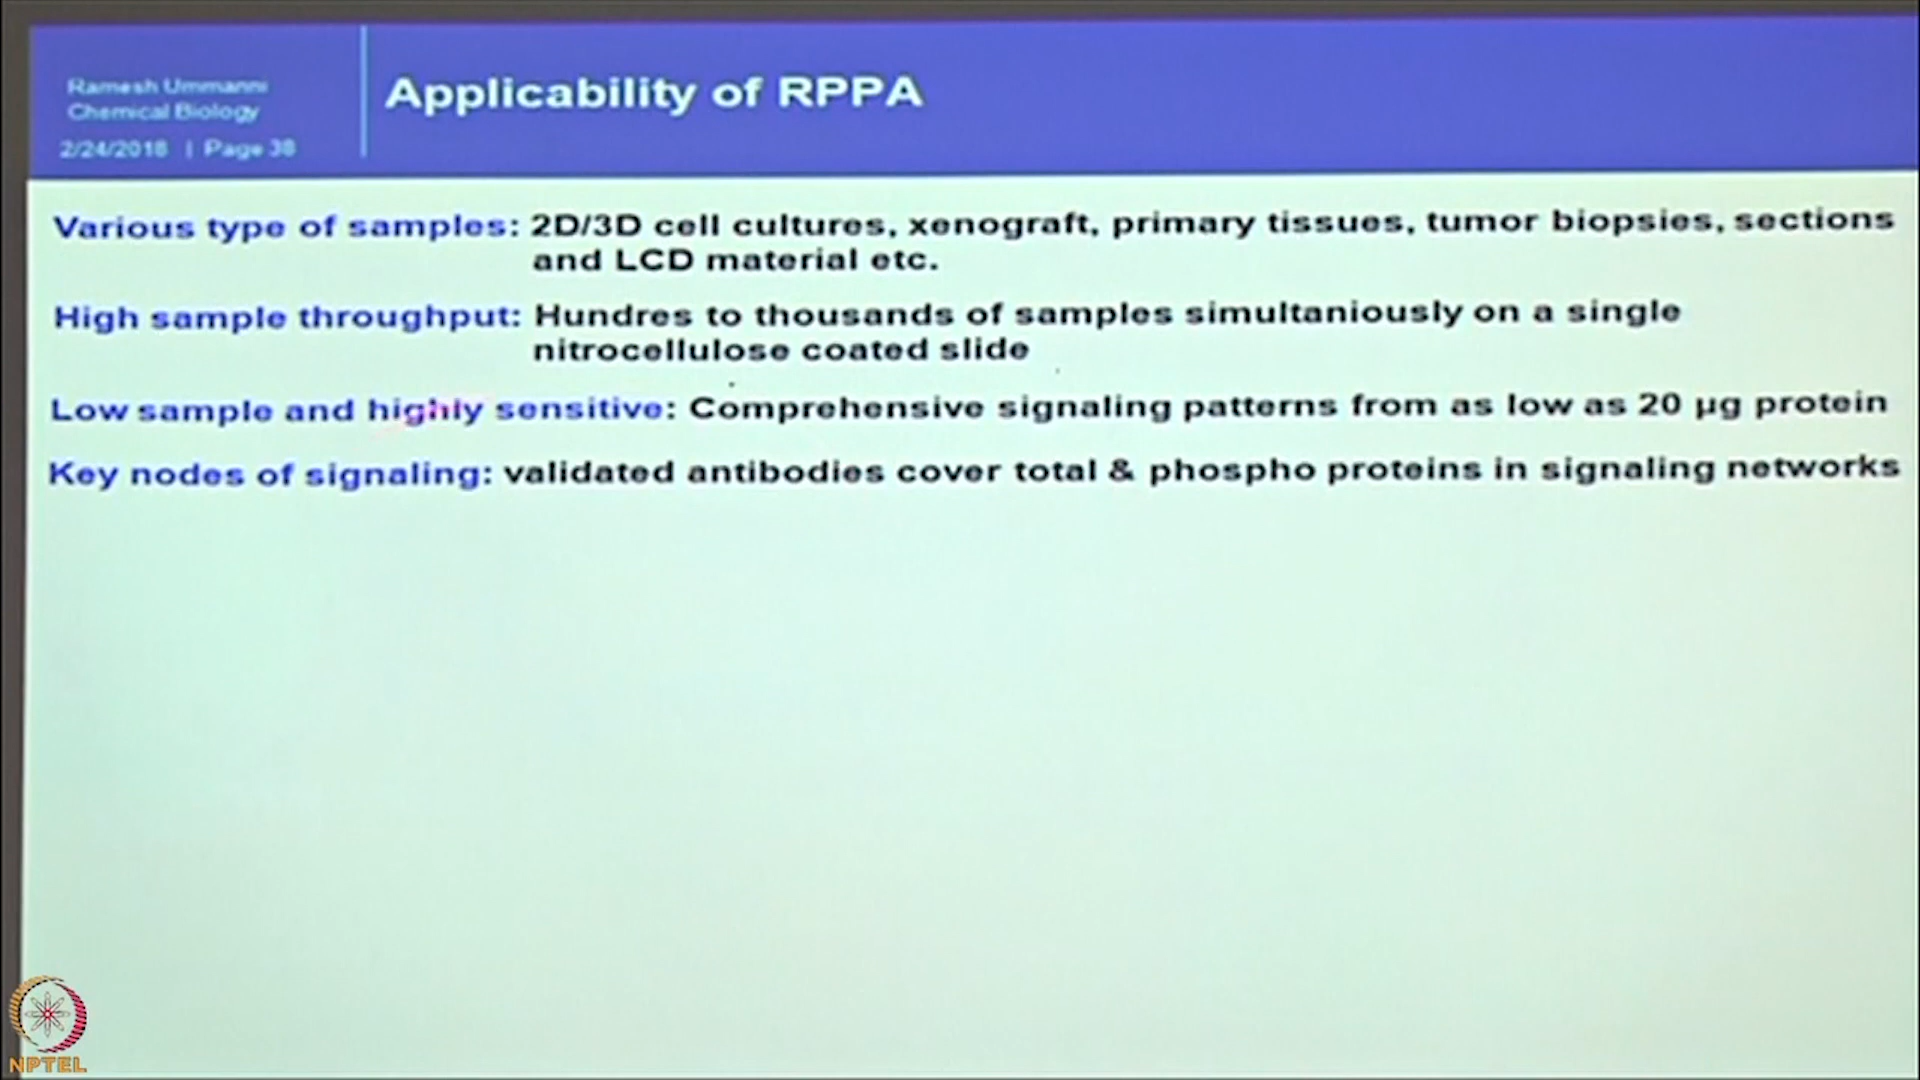 Ramesh Ummanni
Chemical Biology
2/24/2018 | Page 38
Applicability of RPPA
Various type of samples: 2D/3D cell cultures, xenograft, primary tissues, tumor biopsies, sections
and LCD material etc.
High sample throughput: Hundres to thousands of samples simultaniously on a single
nitrocellulose coated slide
Low sample and highly sensitive: Comprehensive signaling patterns from as low as 20 µg protein
Key nodes of signaling: validated antibodies cover total & phospho proteins in signaling networks
NPTEL